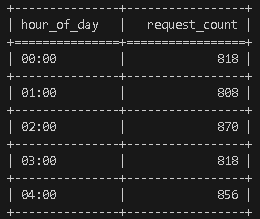 +-------------+---------------+
| hour_of_day |   request_count |
+=============+===============+
| 00:00       |             818 |
+-------------+---------------+
| 01:00       |             808 |
+-------------+---------------+
| 02:00       |             870 |
+-------------+---------------+
| 03:00       |             818 |
+-------------+---------------+
| 04:00       |             856 |
+-------------+---------------+